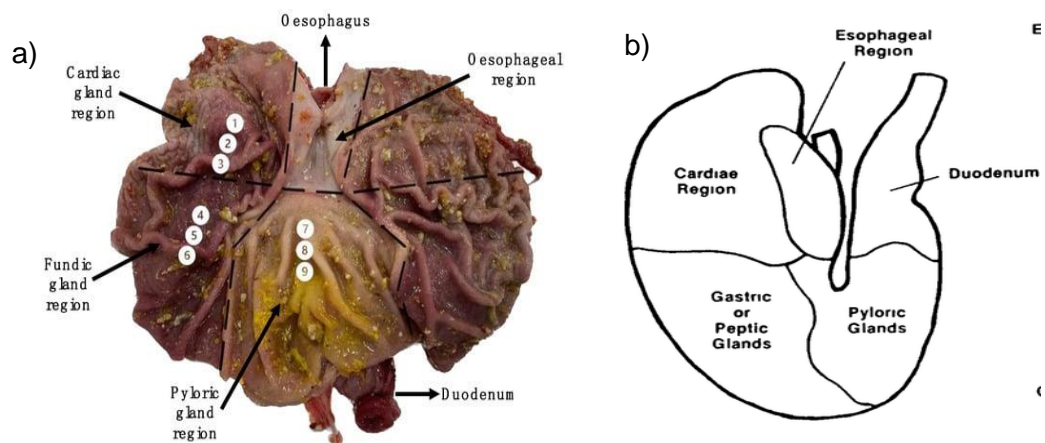 a)
Oesophagus
Oesophageal
region
Cardiac
gland
region
1
2
3
4
5
6
7
8
9
Fundic
gland
region
Pyloric
gland
region
Duodenum
b)
Esophageal
Region
Cardiae
Region
Duodenum
Gastric
or
Peptic
Glands
Pyloric
Glands
E